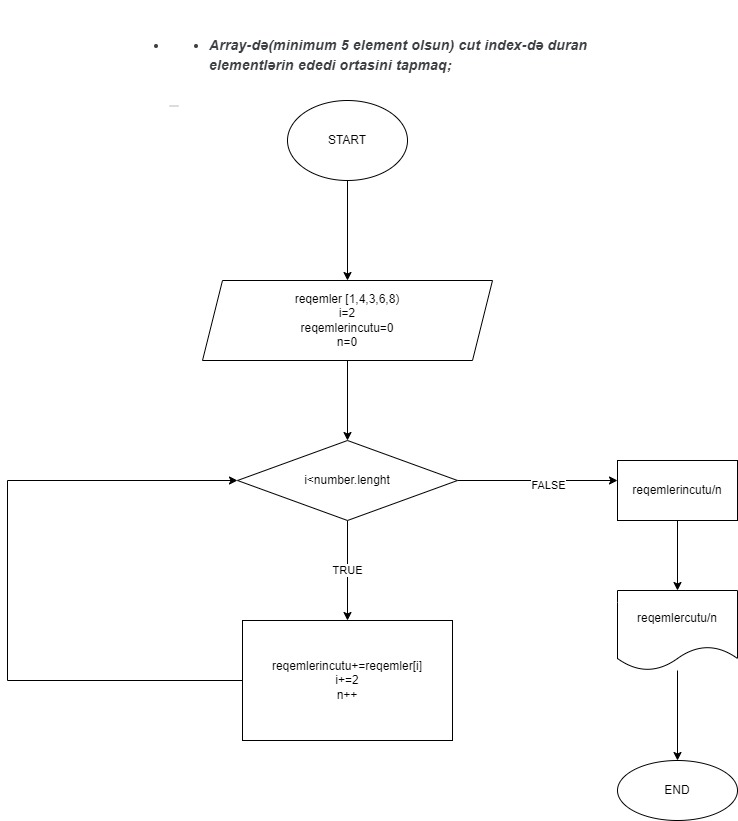 Array-də(minimum 5 element olsun) cut index-də duran
elementlərin ededi ortasini tapmaq;
START
reqemler [1,4,3,6,8)
i=2
reqemlerincutu=0
n=0
i<number.lenght
FALSE
reqemlerincutu/n
TRUE
reqemlercutu/n
reqemlerincutu+=reqemler[i]
i+=2
n++
END